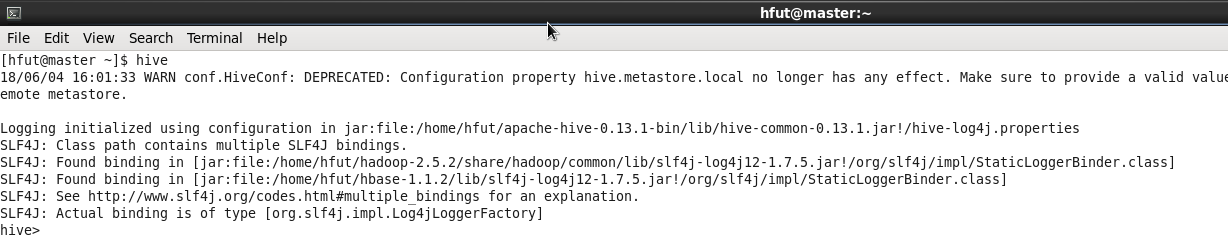 hfut@master:~
File Edit View Search Terminal Help
[hfut@master ~]$ hive
18/06/04 16:01:33 WARN conf.HiveConf: DEPRECATED: Configuration property hive.metastore.local no longer has any effect. Make sure to provide a valid value
emote metastore.
Logging initialized using configuration in jar:file:/home/hfut/apache-hive-0.13.1-bin/lib/hive-common-0.13.1.jar!/hive-log4j.properties
SLF4J: Class path contains multiple SLF4J bindings.
SLF4J: Found binding in [jar:file:/home/hfut/hadoop-2.5.2/share/hadoop/common/lib/slf4j-log4j12-1.7.5.jar!/org/slf4j/impl/StaticLoggerBinder.class]
SLF4J: Found binding in [jar:file:/home/hfut/hbase-1.1.2/lib/slf4j-log4j12-1.7.5.jar!/org/slf4j/impl/StaticLoggerBinder.class]
SLF4J: See http://www.slf4j.org/codes.html#multiple_bindings for an explanation.
SLF4J: Actual binding is of type [org.slf4j.impl.Log4jLoggerFactory]
hive>